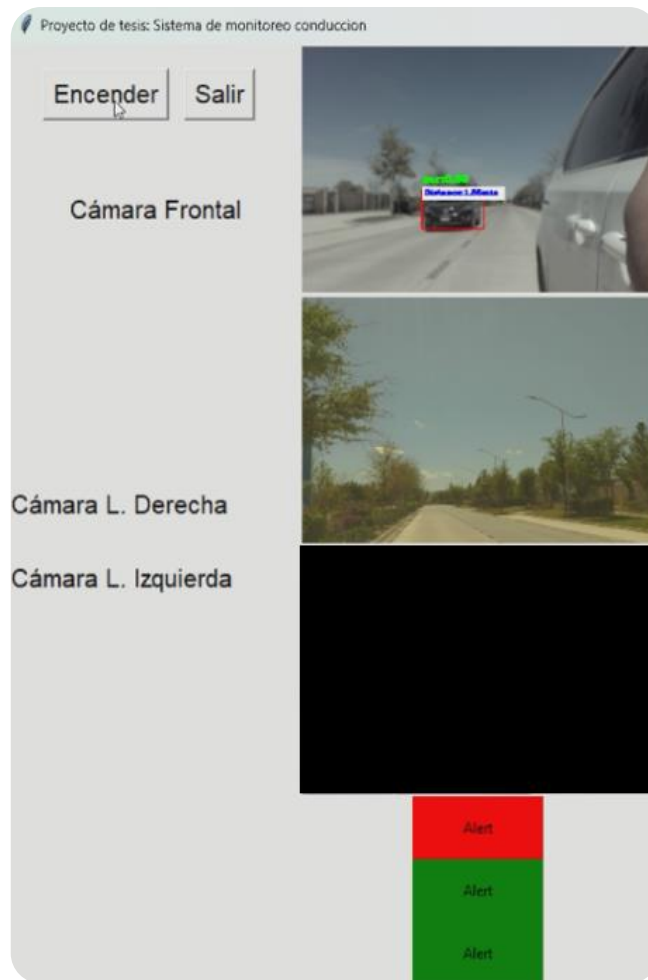 Proyecto de tesis: Sistema de monitoreo conduccion
Encender Salir
Cámara Frontal
Cámara L. Derecha
Cámara L. Izquierda
Alert
Alert
Alert